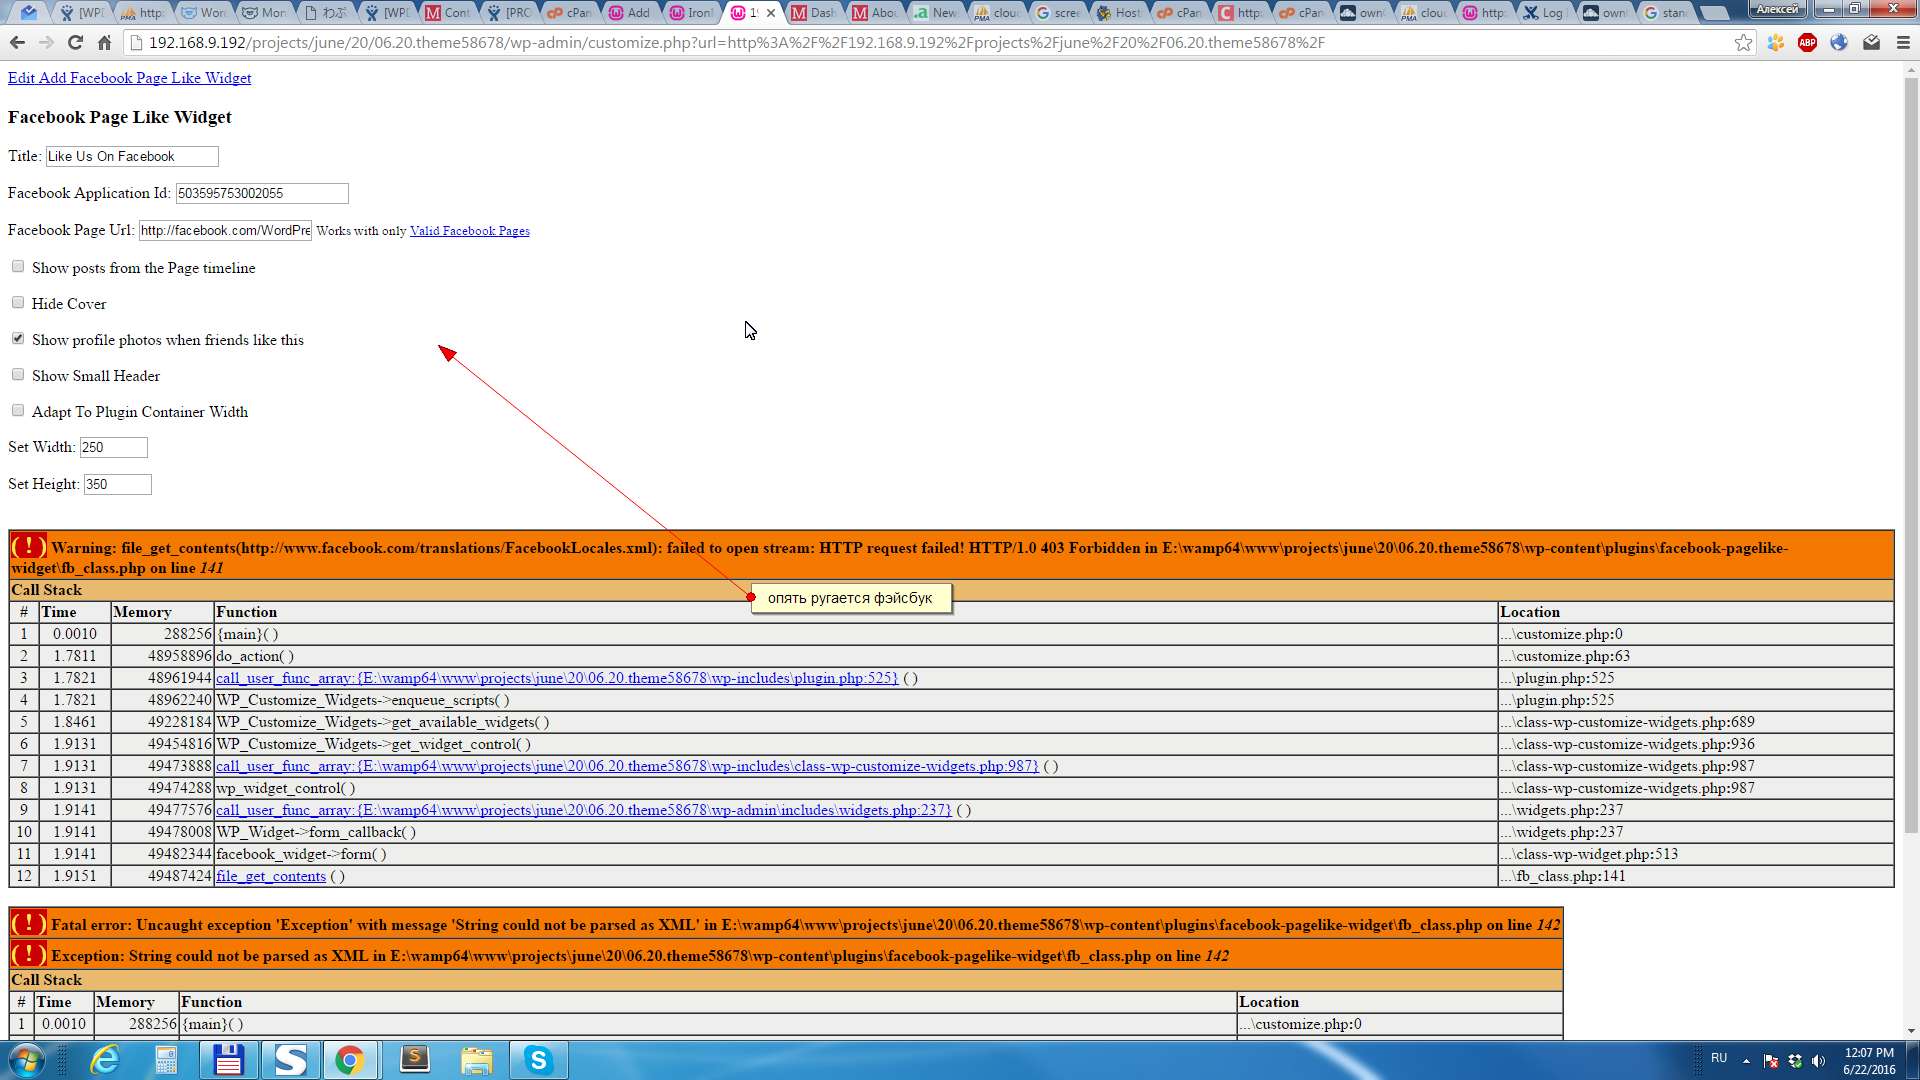 [WPD
http:
Word
Mon
[WPI
わぷ
[WPD
Cont
[PRO
cPan
Add
Iron
19
Dash
Abou
New
clou
scree
Host
cPan
http:
cPan
own
clou
http:
Log
own
stan
Алексей
192.168.9.192/projects/june/20/06.20.theme58678/wp-admin/customize.php?url=http%3A%2F%2F192.168.9.192%2Fprojects%2Fjune%2F20%2F06.20.theme58678%2F
ABP
Edit Add Facebook Page Like Widget
Facebook Page Like Widget
Title: Like Us On Facebook
Facebook Application Id: 503595753002055
Facebook Page Url: http://facebook.com/WordPre Works with only Valid Facebook Pages
Show posts from the Page timeline
Hide Cover
Show profile photos when friends like this
Show Small Header
Adapt To Plugin Container Width
Set Width: 250
Set Height: 350
( ! ) Warning: file_get_contents(http://www.facebook.com/translations/FacebookLocales.xml): failed to open stream: HTTP request failed! HTTP/1.0 403 Forbidden in E:\wamp64\www\projects\june\20\06.20.theme58678\wp-content\plugins\facebook-pagelike-
widget\fb_class.php on line 141
Call Stack
опять ругается фэйсбук
# Time Memory Function Location
1 0.0010 288256 {main}( ) ...\customize.php:0
2 1.7811 48958896 do_action( ) ...\customize.php:63
3 1.7821 48961944 call_user_func_array:{E:\wamp64\www\projects\june\20\06.20.theme58678\wp-includes\plugin.php:525} ( ) ...\plugin.php:525
4 1.7821 48962240 WP_Customize_Widgets->enqueue_scripts( ) ...\plugin.php:525
5 1.8461 49228184 WP_Customize_Widgets->get_available_widgets( ) ...\class-wp-customize-widgets.php:689
6 1.9131 49454816 WP_Customize_Widgets->get_widget_control( ) ...\class-wp-customize-widgets.php:936
7 1.9131 49473888 call_user_func_array:{E:\wamp64\www\projects\june\20\06.20.theme58678\wp-includes\class-wp-customize-widgets.php:987} ( ) ...\class-wp-customize-widgets.php:987
8 1.9131 49474288 wp_widget_control( ) ...\class-wp-customize-widgets.php:987
9 1.9141 49477576 call_user_func_array:{E:\wamp64\www\projects\june\20\06.20.theme58678\wp-admin\includes\widgets.php:237} ( ) ...\widgets.php:237
10 1.9141 49478008 WP_Widget->form_callback( ) ...\widgets.php:237
11 1.9141 49482344 facebook_widget->form( ) ...\class-wp-widget.php:513
12 1.9151 49487424 file_get_contents ( ) ...\fb_class.php:141
( ! ) Fatal error: Uncaught exception 'Exception' with message 'String could not be parsed as XML' in E:\wamp64\www\projects\june\20\06.20.theme58678\wp-content\plugins\facebook-pagelike-widget\fb_class.php on line 142
( ! ) Exception: String could not be parsed as XML in E:\wamp64\www\projects\june\20\06.20.theme58678\wp-content\plugins\facebook-pagelike-widget\fb_class.php on line 142
Call Stack
# Time Memory Function Location
1 0.0010 288256 {main}( ) ...\customize.php:0
RU
12:07 PM
6/22/2016